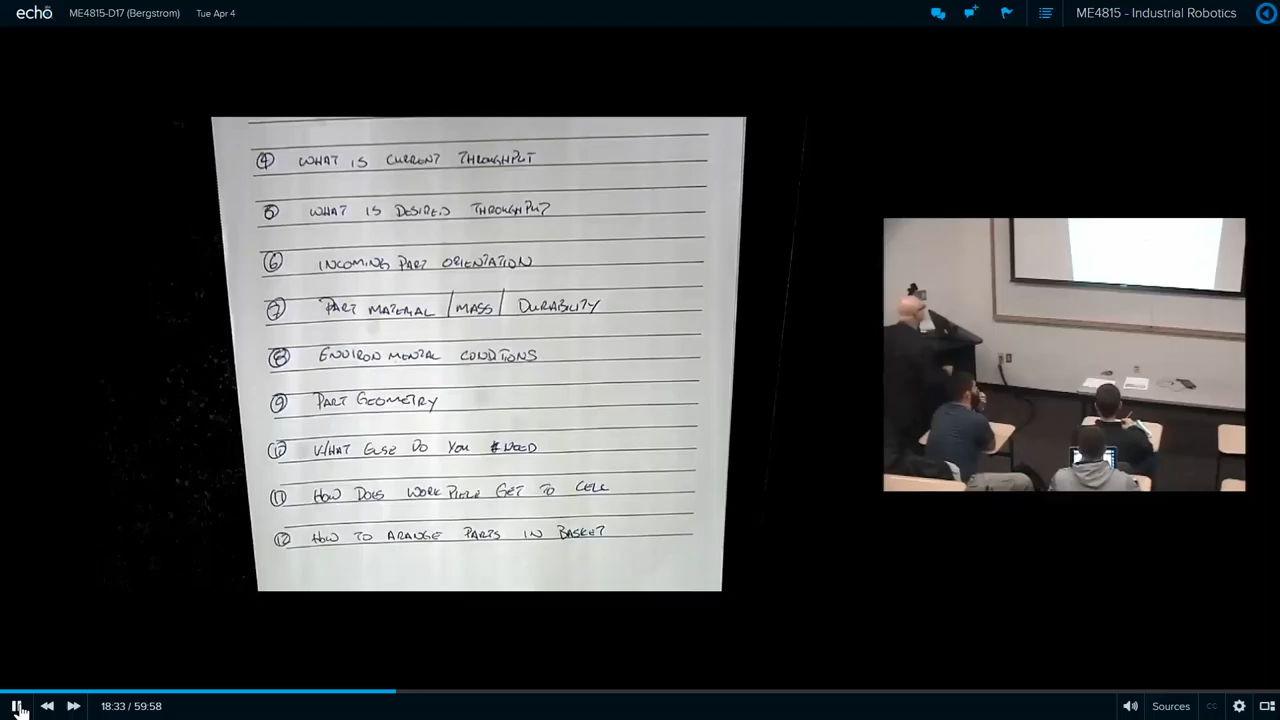 echo
ME4815-D17 (Bergstrom)
Tue Apr 4
ME4815 - Industrial Robotics
④ WHAT IS CURRENT THROUGHPUT
⑤ WHAT IS DESIRED THROUGHPUT
⑥ INCOMING PART ORIENTATION
⑦ PART MATERIAL / MASS / DURABILITY
⑧ ENVIRONMENTAL CONDITIONS
⑨ PART GEOMETRY
⑩ WHAT ELSE DO YOU NEED
⑪ HOW DOES WORK PIECE GET TO CELL
⑫ HOW TO ARANGE PARTS IN BASKET
18:33 / 59:58
Sources
CC